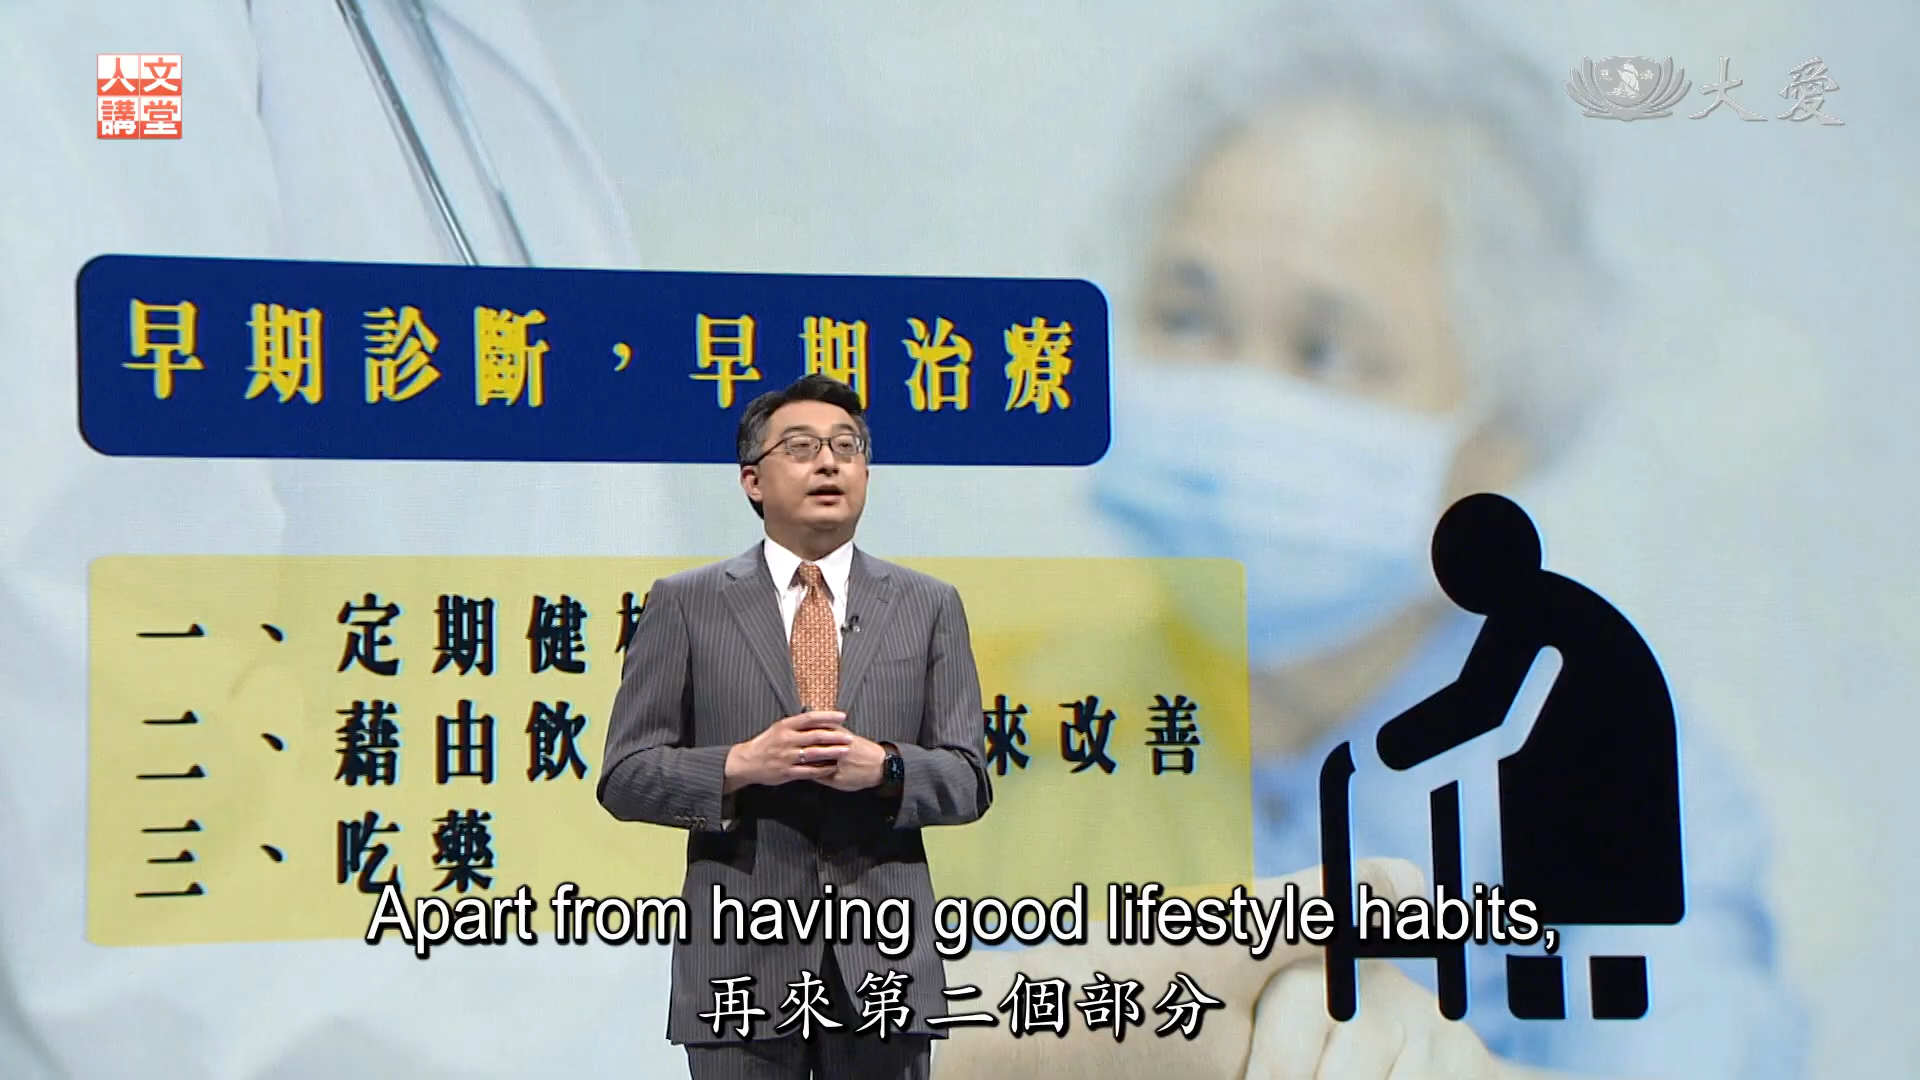 人文
講堂
大愛
早期診斷，早期治療
一、定期健
二、藉由飲 來改善
三、吃藥
Apart from having good lifestyle habits,
再來第二個部分